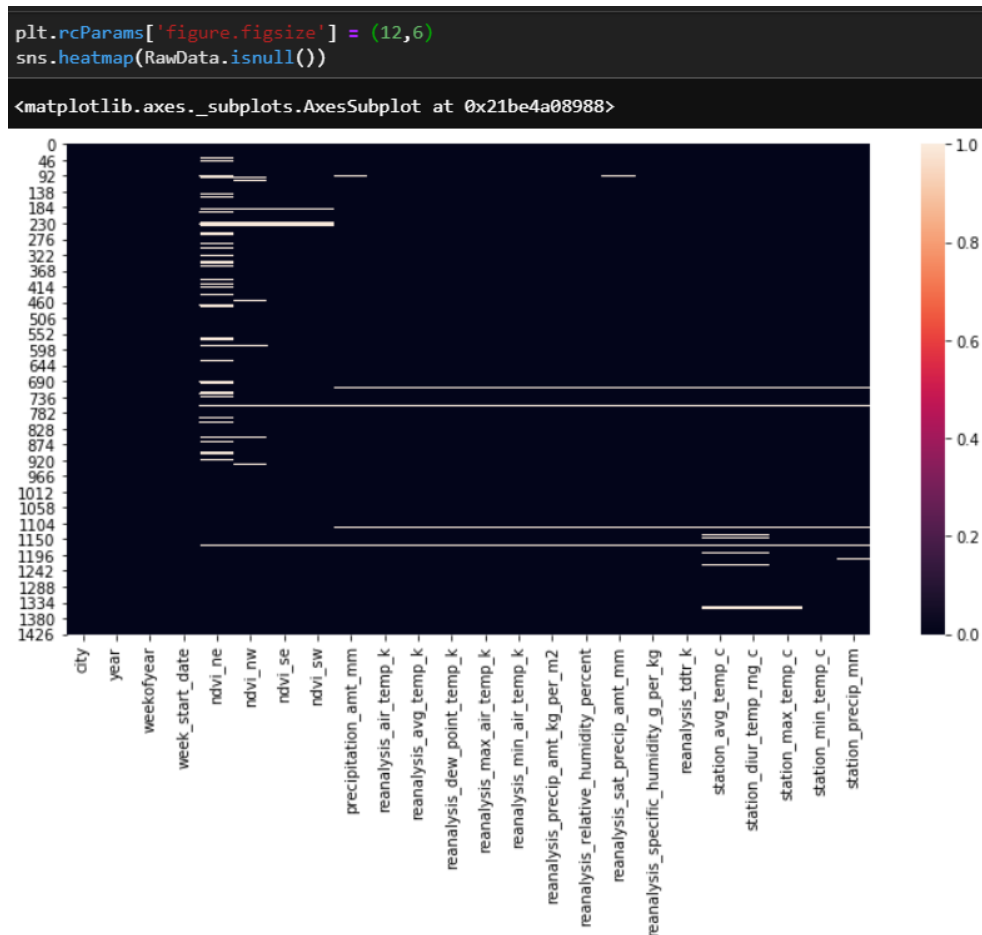 plt.rcParams['figure.figsize'] = (12,6)
sns.heatmap(RawData.isnull())
<matplotlib.axes._subplots.AxesSubplot at 0x21be4a08988>
0
46
92
138
184
230
276
322
368
414
460
506
552
598
644
690
736
782
828
874
920
966
1012
1058
1104
1150
1196
1242
1288
1334
1380
1426
city
year
weekofyear
week_start_date
ndvi_ne
ndvi_nw
ndvi_se
ndvi_sw
precipitation_amt_mm
reanalysis_air_temp_k
reanalysis_avg_temp_k
reanalysis_dew_point_temp_k
reanalysis_max_air_temp_k
reanalysis_min_air_temp_k
reanalysis_precip_amt_kg_per_m2
reanalysis_relative_humidity_percent
reanalysis_sat_precip_amt_mm
reanalysis_specific_humidity_g_per_kg
reanalysis_tdtr_k
station_avg_temp_c
station_diur_temp_rng_c
station_max_temp_c
station_min_temp_c
station_precip_mm
1.0
0.8
0.6
0.4
0.2
0.0